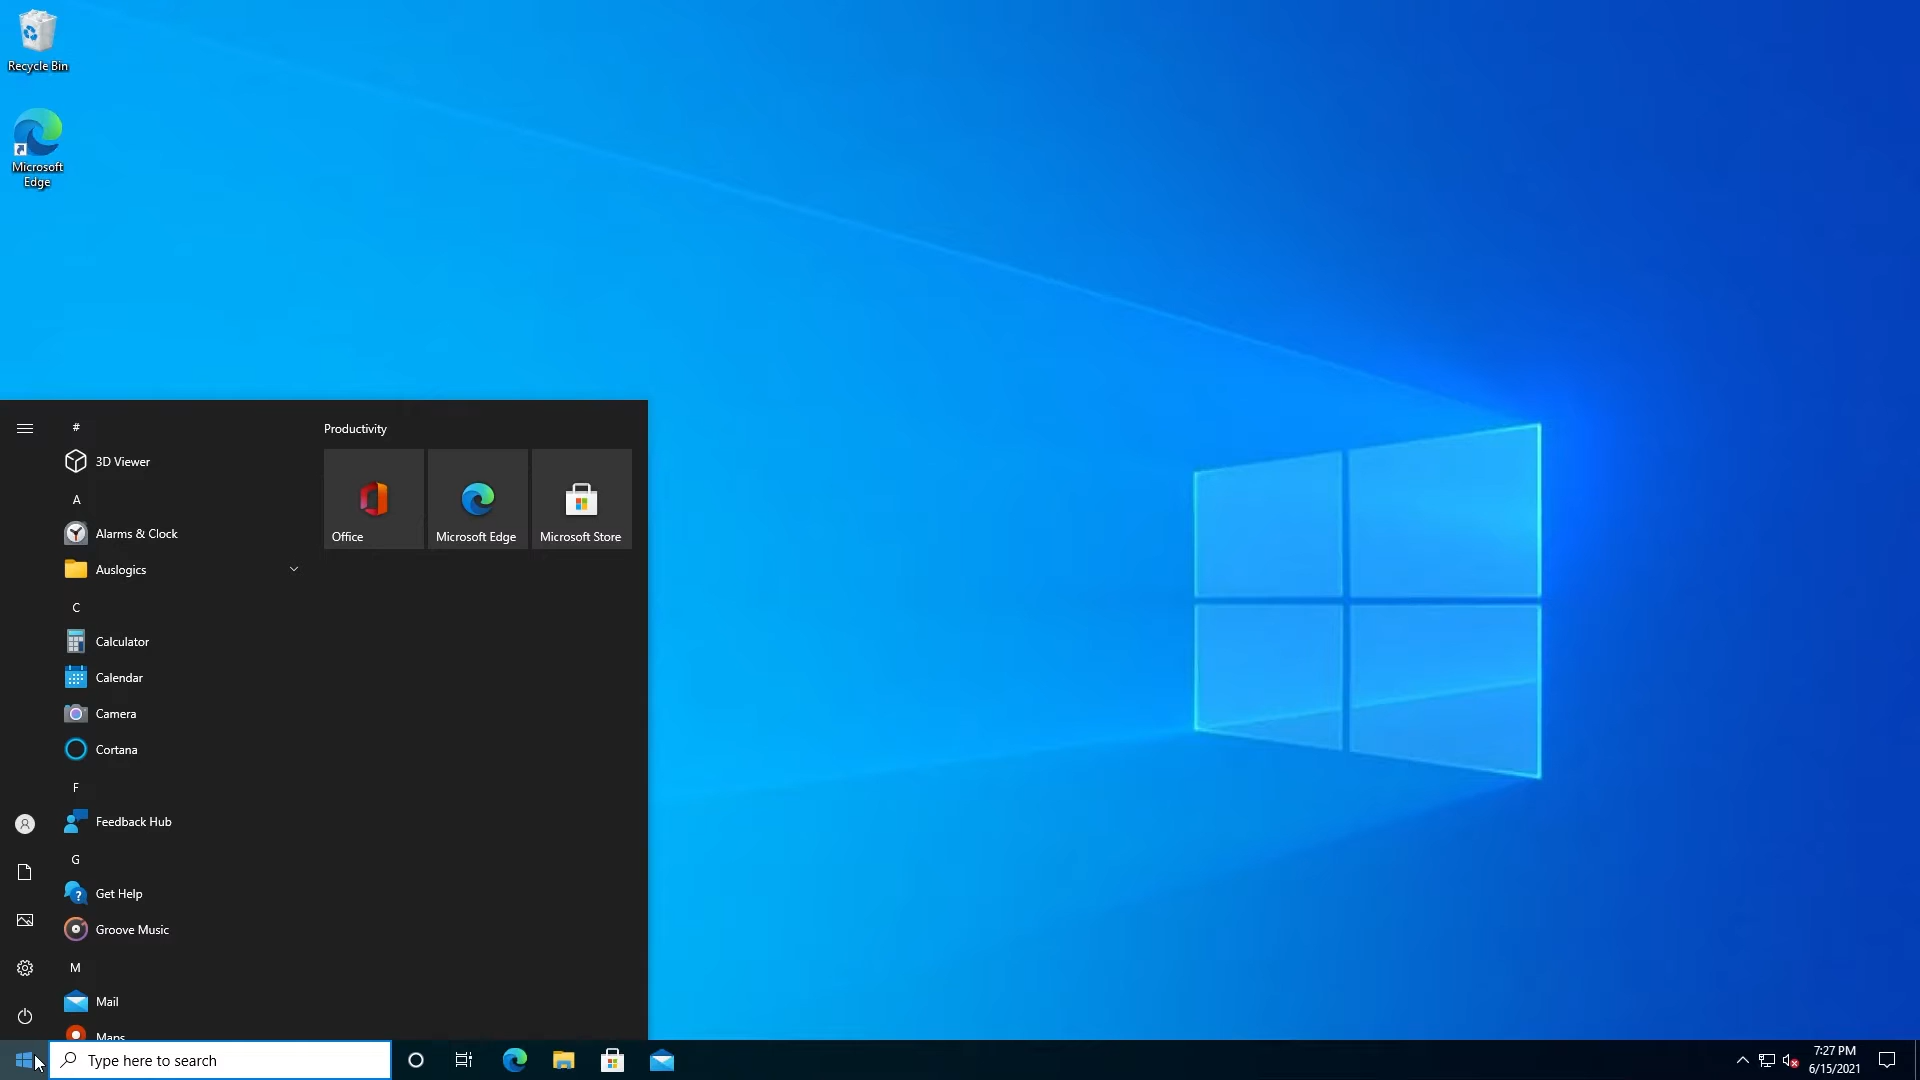 Recycle Bin
Microsoft
Edge
#
3D Viewer
A
Alarms & Clock
Auslogics
C
Calculator
Calendar
Camera
Cortana
F
Feedback Hub
G
Get Help
Groove Music
M
Mail
Maps
Productivity
Office
Microsoft Edge
Microsoft Store
Type here to search
7:27 PM
6/15/2021